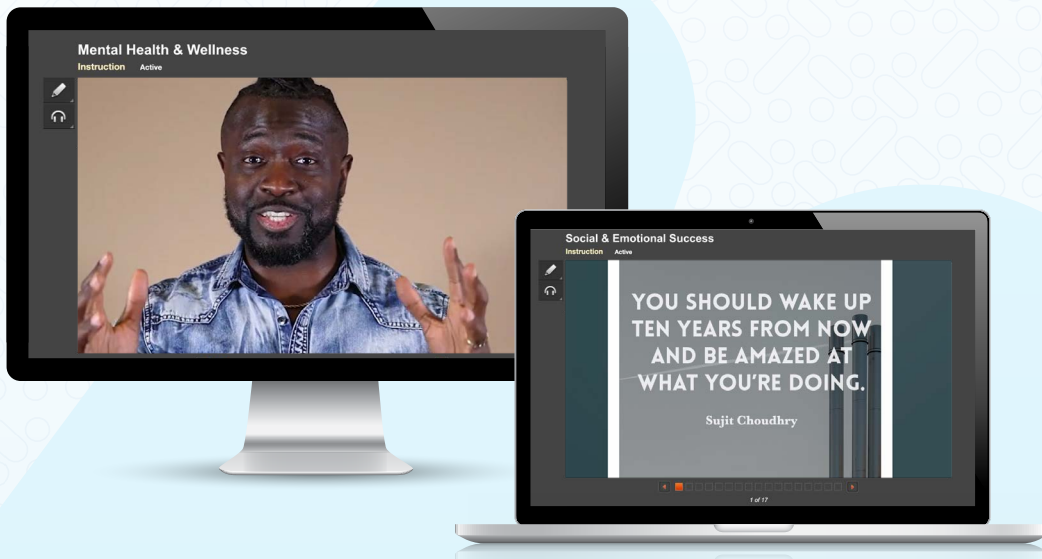 Mental Health & Wellness
Instruction Active
Social & Emotional Success
Instruction Active
YOU SHOULD WAKE UP
TEN YEARS FROM NOW
AND BE AMAZED AT
WHAT YOU'RE DOING.
Sujit Choudhry
1 of 17